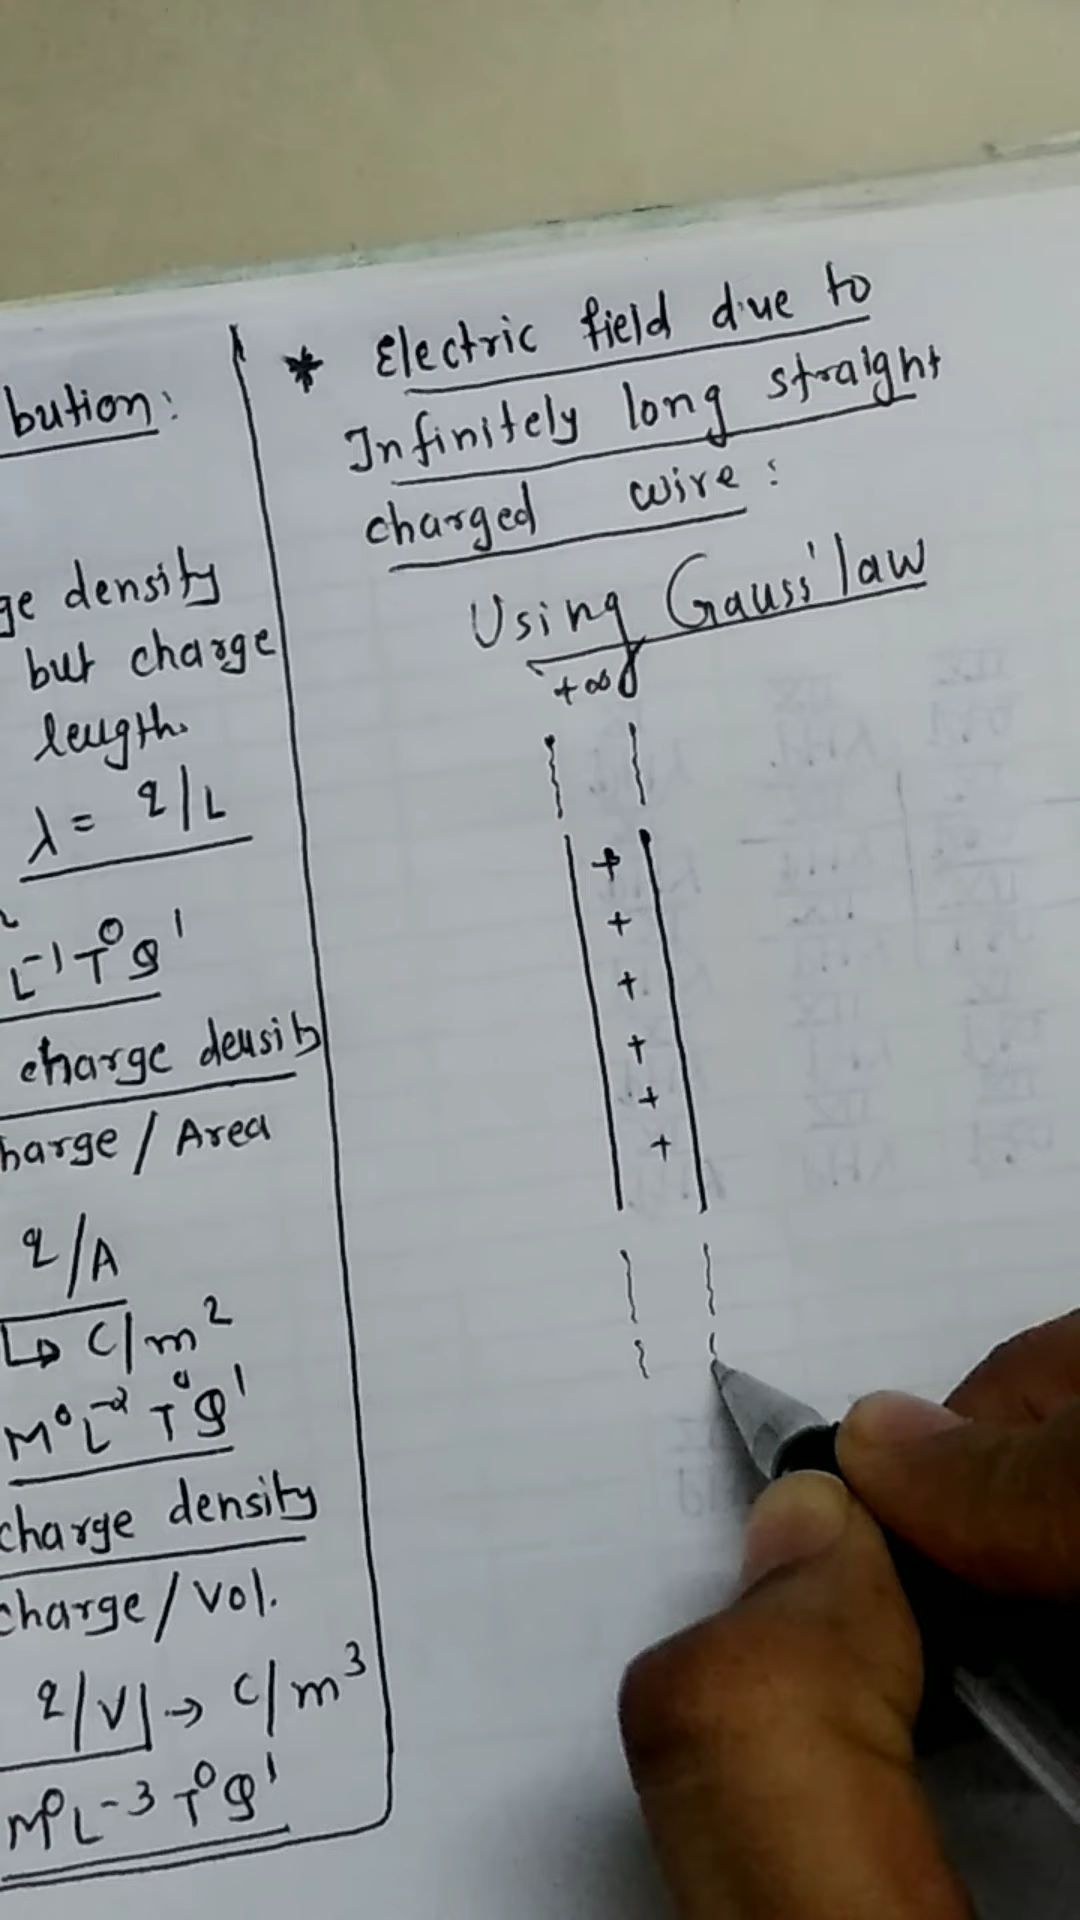 bution:
ge density
but charge
length.
λ = q/L
L⁻¹ T⁰ Q¹
charge densit
harge / Area
q/A
↳ C/m²
M⁰ L⁻² T⁰ Q¹
charge density
charge / Vol.
q/V → C/m³
M⁰ L⁻³ T⁰ Q¹
* Electric field due to
Infinitely long straight
charged wire:
Using Gauss' law
+∞
+
+
+
+
+
+